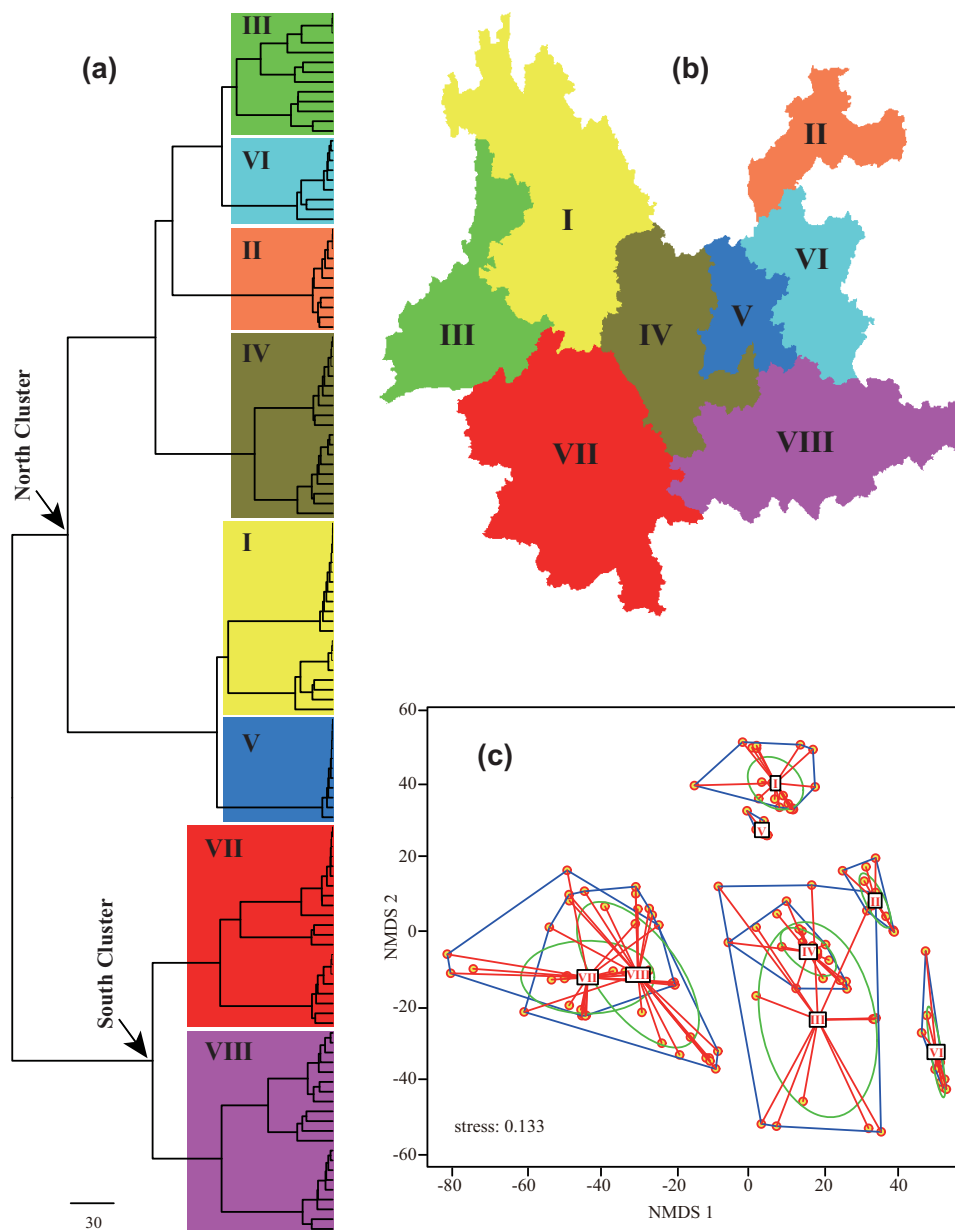 (a)
III
VI
II
IV
I
V
VII
VIII
North Cluster
South Cluster
30
(b)
I
II
III
IV
V
VI
VII
VIII
(c)
60
40
20
0
-20
-40
-60
NMDS 2
I
V
II
IV
VII
VIII
III
VI
stress: 0.133
-80
-60
-40
-20
0
20
40
NMDS 1